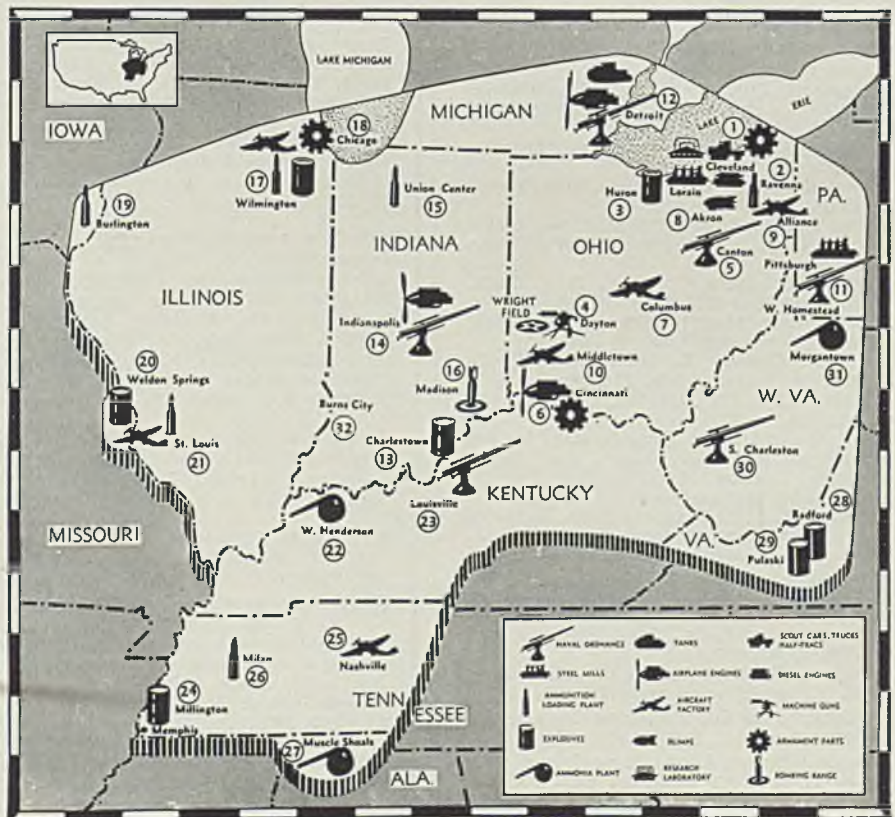 LAKE MICHIGAN
IOWA
MICHIGAN
12
Detroit
LAKE
ERIE
1
Cleveland
2
Ravenna
18
Chicago
17
Wilmington
19
Burlington
Union Center
15
Huron
3
Lorain
8
Akron
PA.
Alliance
9
INDIANA
OHIO
Canton
5
Pittsburgh
11
W. Homestead
ILLINOIS
Indianapolis
14
WRIGHT
FIELD
4
Dayton
Columbus
7
Morgantown
31
Middletown
10
16
Madison
Cincinnati
6
W. VA.
20
Weldon Springs
St. Louis
21
Burns City
32
Charlestown
13
S. Charleston
30
MISSOURI
W. Henderson
22
Louisville
23
KENTUCKY
28
Radford
VA.
29
Pulaski
Milan
26
25
Nashville
24
Millington
Memphis
TENN
ESSEE
27
Muscle Shoals
ALA.
NAVAL ORDNANCE
TANKS
SCOUT CARS, TRUCKS
HALF-TRACS
STEEL MILLS
AIRPLANE ENGINES
DIESEL ENGINES
AMMUNITION
LOADING PLANT
AIRCRAFT
FACTORY
MACHINE GUNS
EXPLOSIVES
BLIMPS
ARMAMENT PARTS
AMMONIA PLANT
RESEARCH
LABORATORY
BOMBING RANGE